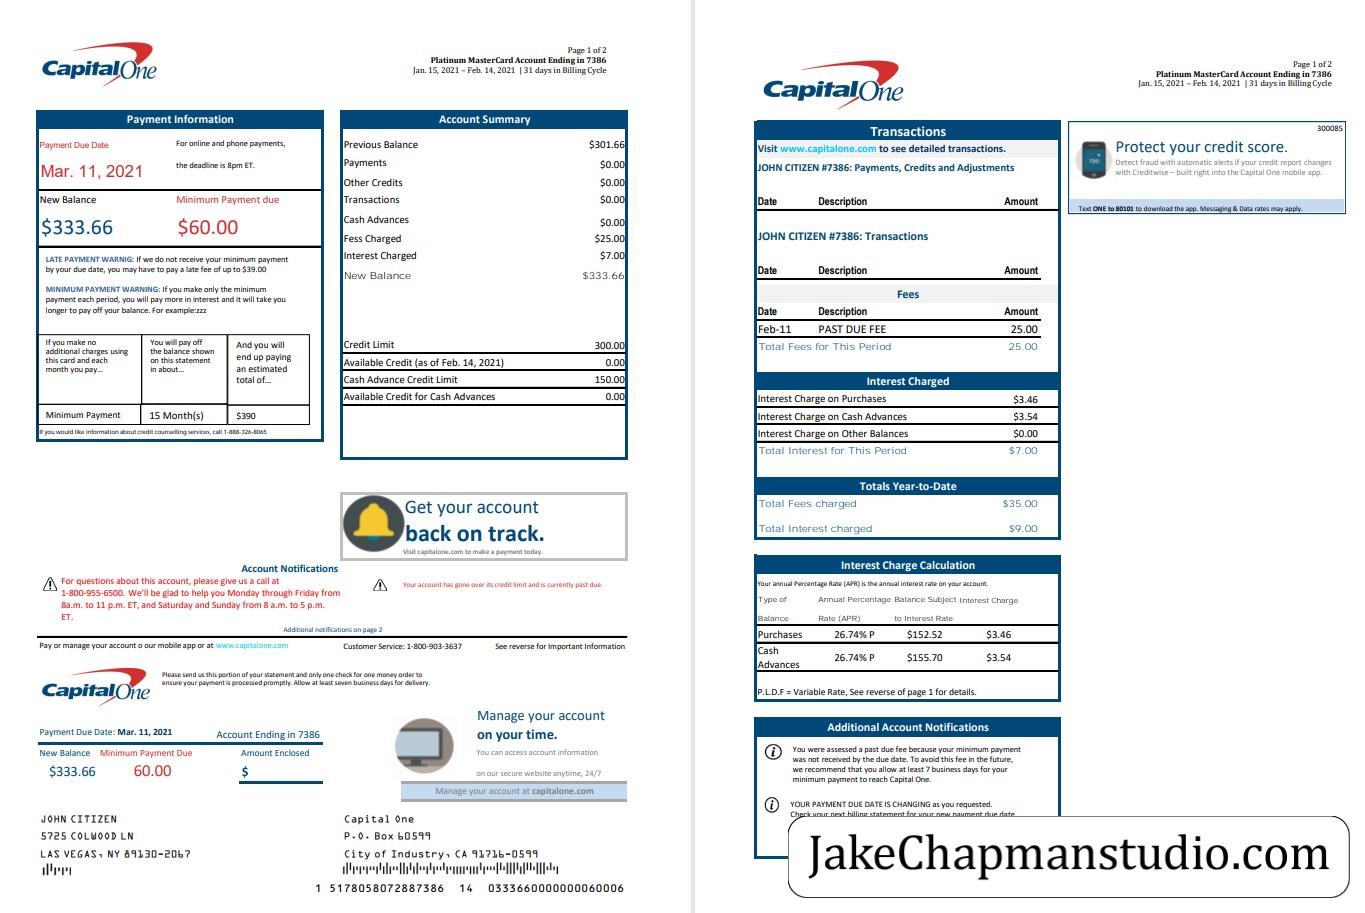 CapitalOne
Page 1 of 2
Platinum MasterCard Account Ending in 7386
Jan. 15, 2021 – Feb. 14, 2021 | 31 days in Billing Cycle
Payment Information
Payment Due Date
For online and phone payments,
Mar. 11, 2021
the deadline is 8pm ET.
New Balance Minimum Payment due
$333.66 $60.00
LATE PAYMENT WARNIG: If we do not receive your minimum payment
by your due date, you may have to pay a late fee of up to $39.00
MINIMUM PAYMENT WARNING: If you make only the minimum
payment each period, you will pay more in interest and it will take you
longer to pay off your balance. For example:zzz
If you make no
additional charges using
this card and each
month you pay...
You will pay off
the balance shown
on this statement
in about...
And you will
end up paying
an estimated
total of...
Minimum Payment 15 Month(s) $390
If you would like information about credit counselling services, call 1-888-326-8065
Account Summary
Previous Balance $301.66
Payments $0.00
Other Credits $0.00
Transactions $0.00
Cash Advances $0.00
Fess Charged $25.00
Interest Charged $7.00
New Balance $333.66
Credit Limit 300.00
Available Credit (as of Feb. 14, 2021) 0.00
Cash Advance Credit Limit 150.00
Available Credit for Cash Advances 0.00
Get your account
back on track.
Visit capitalone.com to make a payment today.
Account Notifications
For questions about this account, please give us a call at
1-800-955-6500. We'll be glad to help you Monday through Friday from
8a.m. to 11 p.m. ET, and Saturday and Sunday from 8 a.m. to 5 p.m.
ET.
Your account has gone over its credit limit and is currently past due.
Additional notifications on page 2
Pay or manage your account o our mobile app or at www.capitalone.com Customer Service: 1-800-903-3637 See reverse for Important Information
CapitalOne
Please send us this portion of your statement and only one check for one money order to
ensure your payment is processed promptly. Allow at least seven business days for delivery.
Payment Due Date: Mar. 11, 2021 Account Ending in 7386
New Balance Minimum Payment Due Amount Enclosed
$333.66 60.00 $
Manage your account
on you time.
You can access account information
on our secure website anytime, 24/7
Manage your account at capitalone.com
JOHN CITIZEN
5725 COLWOOD LN
LAS VEGAS, NY 89130-2067
Capital One
P.O. Box 60599
City of Industry, CA 91716-0599
1 5178058072887386 14 0333660000000060006
CapitalOne
Page 1 of 2
Platinum MasterCard Account Ending in 7386
Jan. 15, 2021 – Feb. 14, 2021 | 31 days in Billing Cycle
Transactions
Visit www.capitalone.com to see detailed transactions.
JOHN CITIZEN #7386: Payments, Credits and Adjustments
Date Description Amount
JOHN CITIZEN #7386: Transactions
Date Description Amount
Fees
Date Description Amount
Feb-11 PAST DUE FEE 25.00
Total Fees for This Period 25.00
Interest Charged
Interest Charge on Purchases $3.46
Interest Charge on Cash Advances $3.54
Interest Charge on Other Balances $0.00
Total Interest for This Period $7.00
Totals Year-to-Date
Total Fees charged $35.00
Total Interest charged $9.00
Interest Charge Calculation
Your annual Percentage Rate (APR) is the annual interest rate on your account.
Type of Annual Percentage Balance Subject Interest Charge
Balance Rate (APR) to Interest Rate
Purchases 26.74% P $152.52 $3.46
Cash
Advances 26.74% P $155.70 $3.54
P.L.D.F = Variable Rate, See reverse of page 1 for details.
Additional Account Notifications
You were assessed a past due fee because your minimum payment
was not received by the due date. To avoid this fee in the future,
we recommend that you allow at least 7 business days for your
minimum payment to reach Capital One.
YOUR PAYMENT DUE DATE IS CHANGING as you requested.
Check your next billing statement for your new payment due date
300085
Protect your credit score.
Detect fraud with automatic alerts if your credit report changes
with Creditwise – built right into the Capital One mobile app.
Text ONE to 80101 to download the app. Messaging & Data rates may apply.
JakeChapmanstudio.com